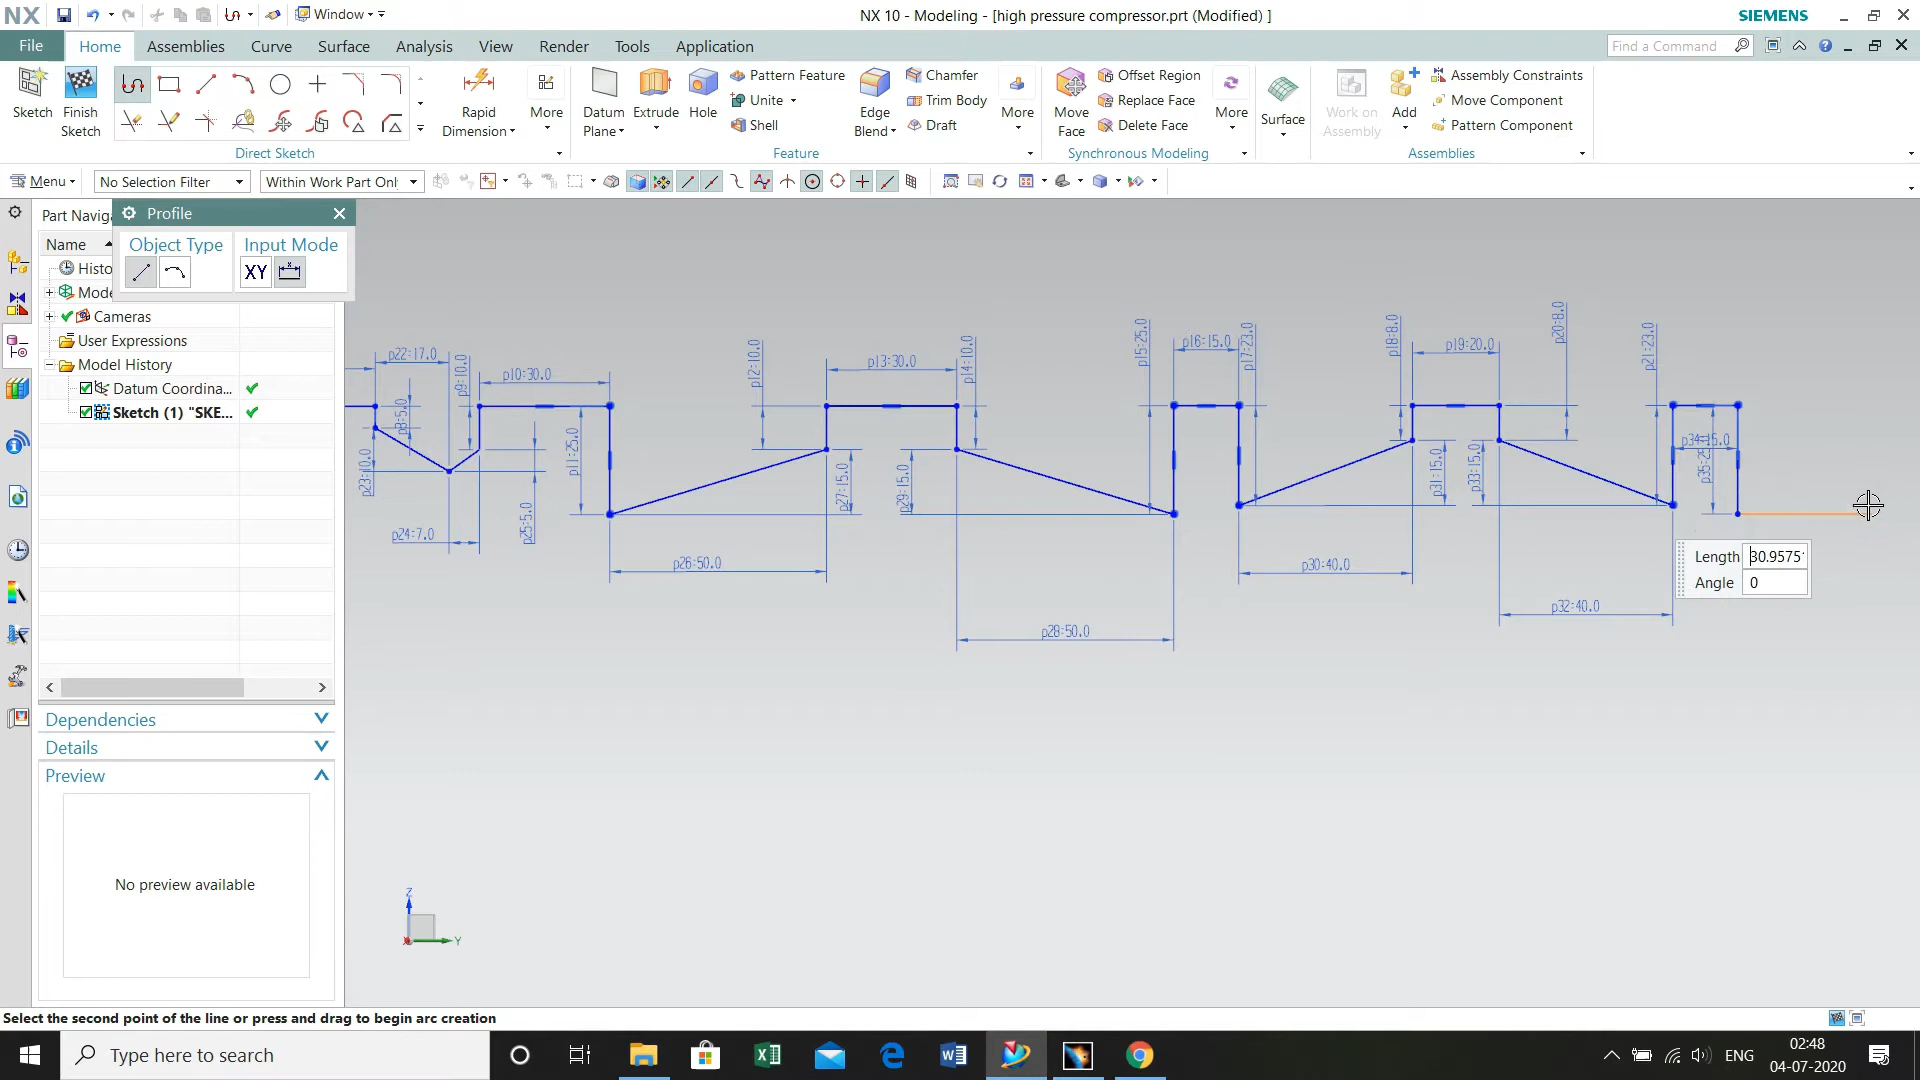 NX
Window
NX 10 - Modeling - [high pressure compressor.prt (Modified) ]
SIEMENS
File
Home
Assemblies
Curve
Surface
Analysis
View
Render
Tools
Application
Find a Command
Sketch
Finish
Sketch
Direct Sketch
Rapid
Dimension
More
Datum
Plane
Extrude
Hole
Pattern Feature
Unite
Shell
Edge
Blend
Chamfer
Trim Body
Draft
More
Feature
Move
Face
Offset Region
Replace Face
Delete Face
More
Synchronous Modeling
Surface
Work on
Assembly
Add
Assembly Constraints
Move Component
Pattern Component
Assemblies
Menu
No Selection Filter
Within Work Part Onl
Part Naviga
Profile
Object Type
Input Mode
XY
Name
Histo
Mode
Cameras
User Expressions
Model History
Datum Coordina...
Sketch (1) "SKE...
Dependencies
Details
Preview
No preview available
p22:17.0
p9:10.0
p10:30.0
p8:5.0
p23:10.0
p24:7.0
p25:5.0
p11:25.0
p12:10.0
p13:30.0
p14:10.0
p27:15.0
p29:15.0
p26:50.0
p15:25.0
p16:15.0
p17:23.0
p28:50.0
p18:8.0
p19:20.0
p20:8.0
p31:15.0
p33:15.0
p30:40.0
p21:23.0
p34:15.0
p32:40.0
Length 30.9575
Angle 0
Z
Y
Select the second point of the line or press and drag to begin arc creation
Type here to search
ENG
02:48
04-07-2020